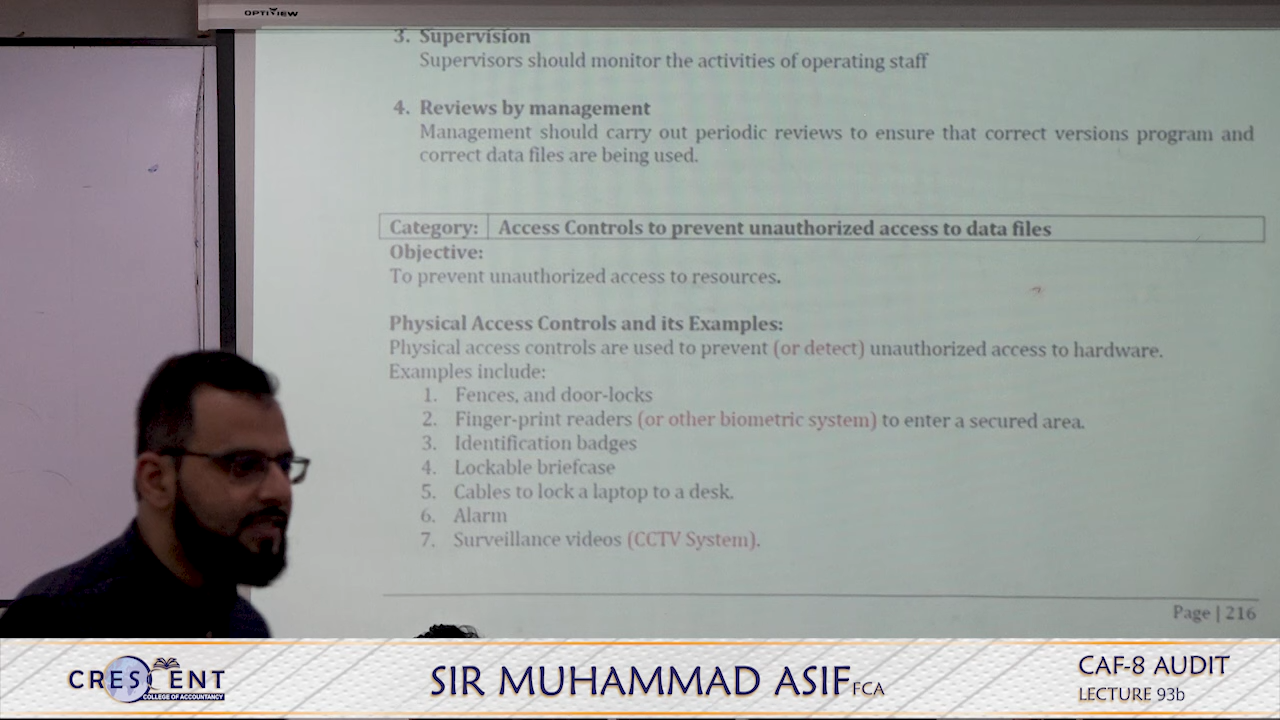 OPTIVIEW
3. Supervision
Supervisors should monitor the activities of operating staff
4. Reviews by management
Management should carry out periodic reviews to ensure that correct versions program and
correct data files are being used.
Category: Access Controls to prevent unauthorized access to data files
Objective:
To prevent unauthorized access to resources.
Physical Access Controls and its Examples:
Physical access controls are used to prevent (or detect) unauthorized access to hardware.
Examples include:
1. Fences, and door-locks
2. Finger-print readers (or other biometric system) to enter a secured area.
3. Identification badges
4. Lockable briefcase
5. Cables to lock a laptop to a desk.
6. Alarm
7. Surveillance videos (CCTV System).
Page | 216
CRESCENT
COLLEGE OF ACCOUNTANCY
SIR MUHAMMAD ASIF FCA
CAF-8 AUDIT
LECTURE 93b